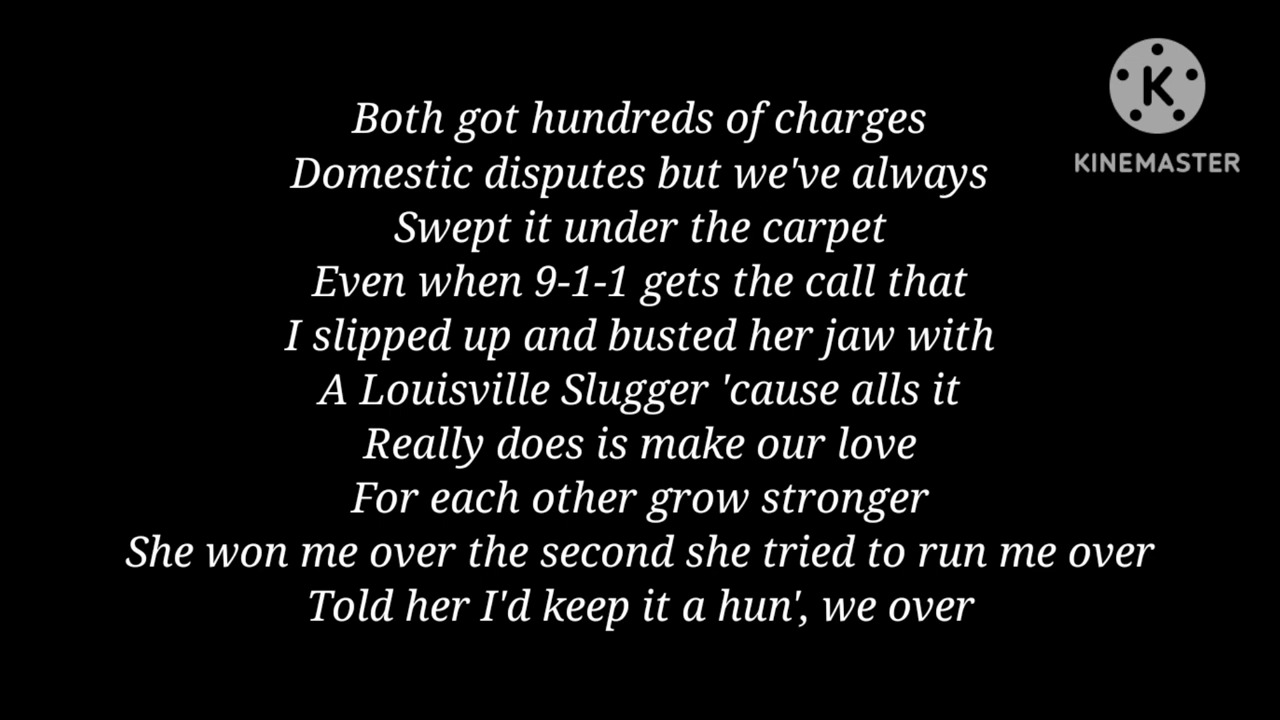 K
KINEMASTER
Both got hundreds of charges
Domestic disputes but we've always
Swept it under the carpet
Even when 9-1-1 gets the call that
I slipped up and busted her jaw with
A Louisville Slugger 'cause alls it
Really does is make our love
For each other grow stronger
She won me over the second she tried to run me over
Told her I'd keep it a hun', we over